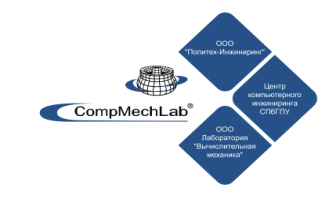 ООО
"Политех-Инжиниринг"
CompMechLab®
Центр
компьютерного
инжиниринга
СПбГПУ
ООО
Лаборатория
"Вычислительная
механика"